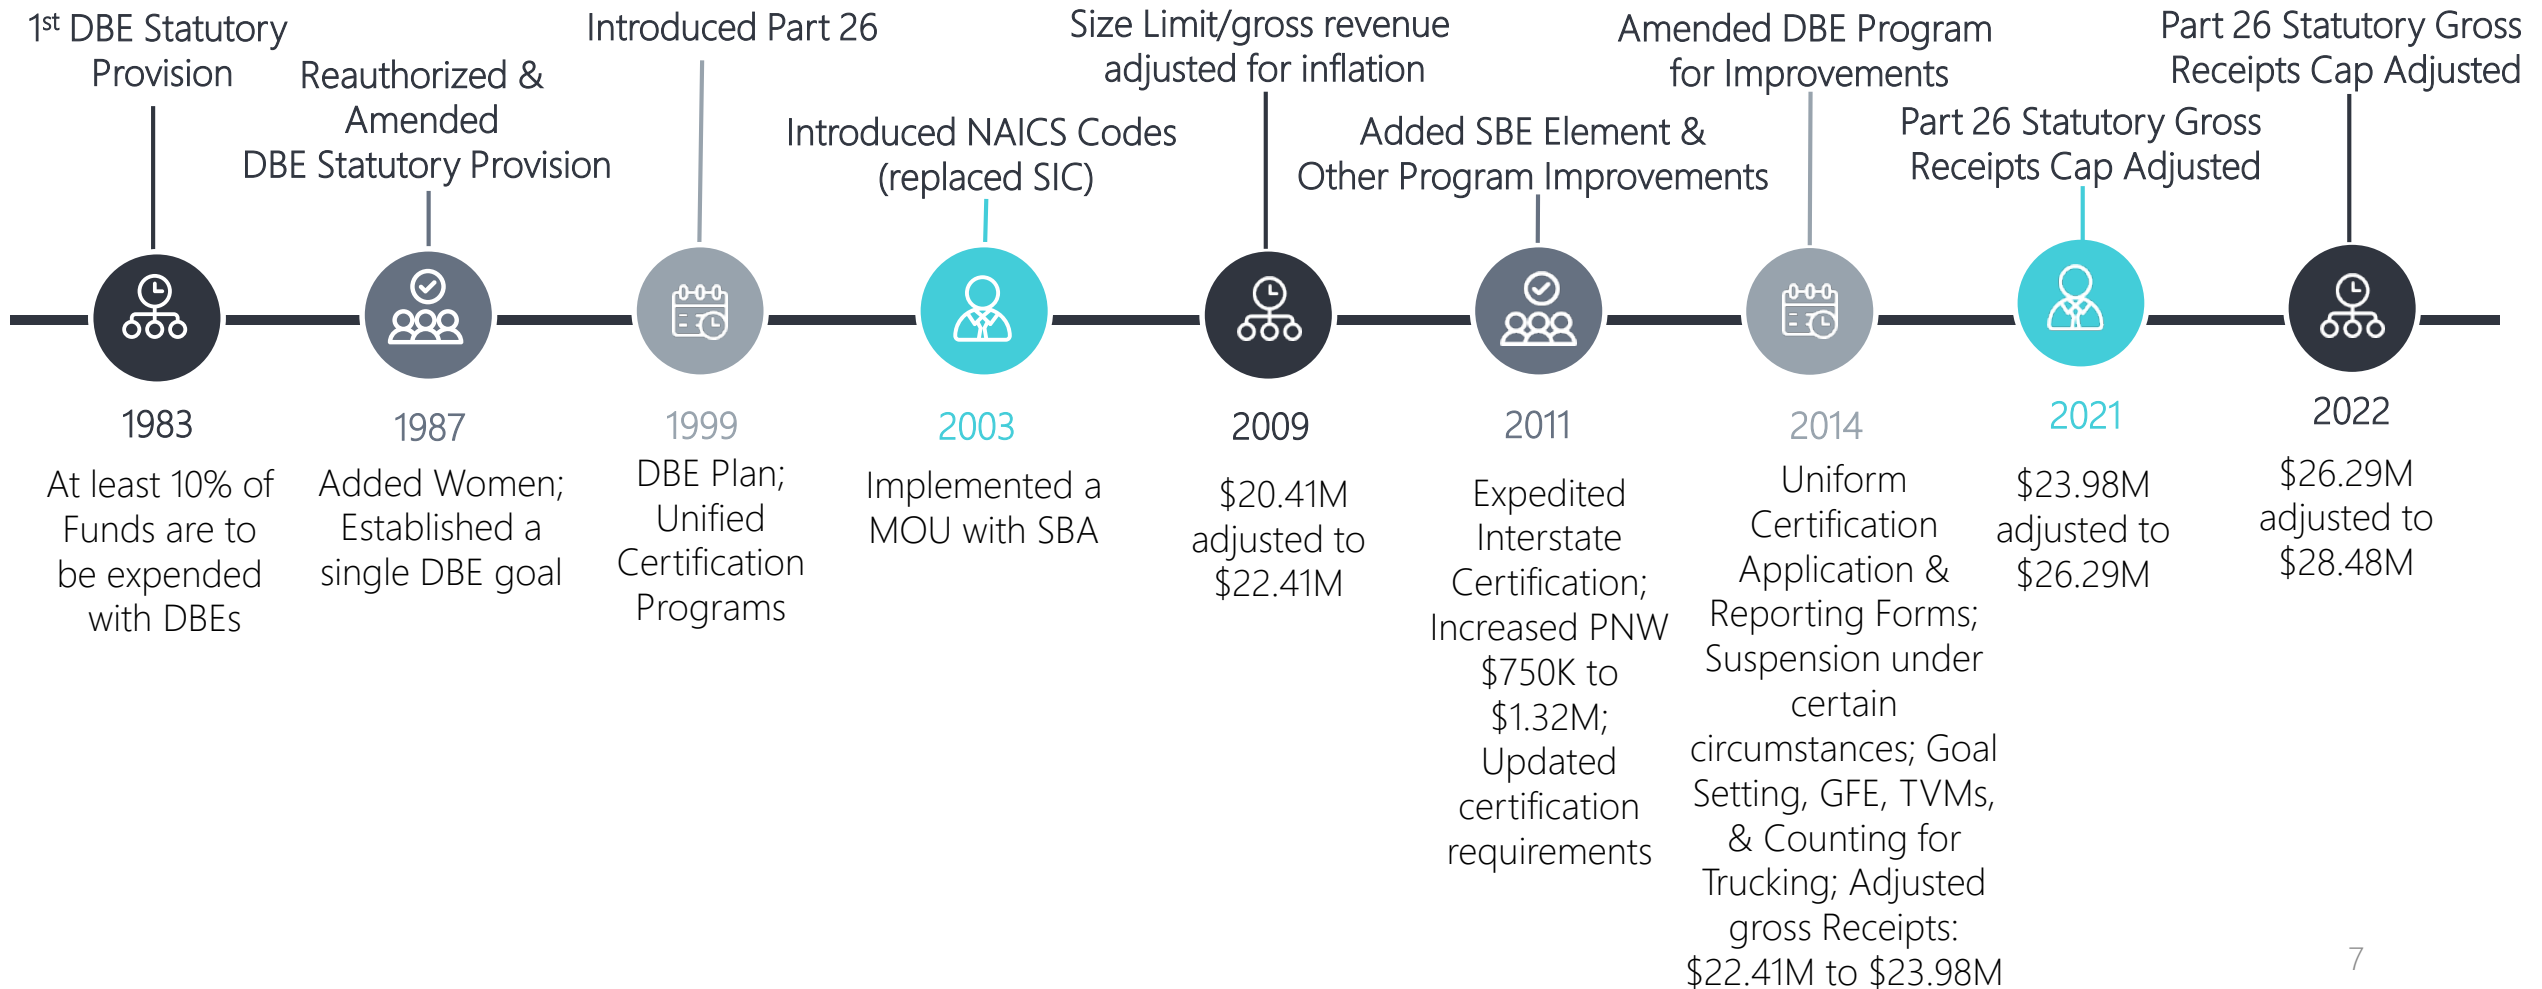 1st DBE Statutory
Provision
Reauthorized &
Amended
DBE Statutory Provision
Introduced Part 26
Introduced NAICS Codes
(replaced SIC)
Size Limit/gross revenue
adjusted for inflation
Added SBE Element &
Other Program Improvements
Amended DBE Program
for Improvements
Part 26 Statutory Gross
Receipts Cap Adjusted
Part 26 Statutory Gross
Receipts Cap Adjusted
1983
At least 10% of
Funds are to
be expended
with DBEs
1987
Added Women;
Established a
single DBE goal
1999
DBE Plan;
Unified
Certification
Programs
2003
Implemented a
MOU with SBA
2009
$20.41M
adjusted to
$22.41M
2011
Expedited
Interstate
Certification;
Increased PNW
$750K to
$1.32M;
Updated
certification
requirements
2014
Uniform
Certification
Application &
Reporting Forms;
Suspension under
certain
circumstances; Goal
Setting, GFE, TVMs,
& Counting for
Trucking; Adjusted
gross Receipts:
$22.41M to $23.98M
2021
$23.98M
adjusted to
$26.29M
2022
$26.29M
adjusted to
$28.48M
7